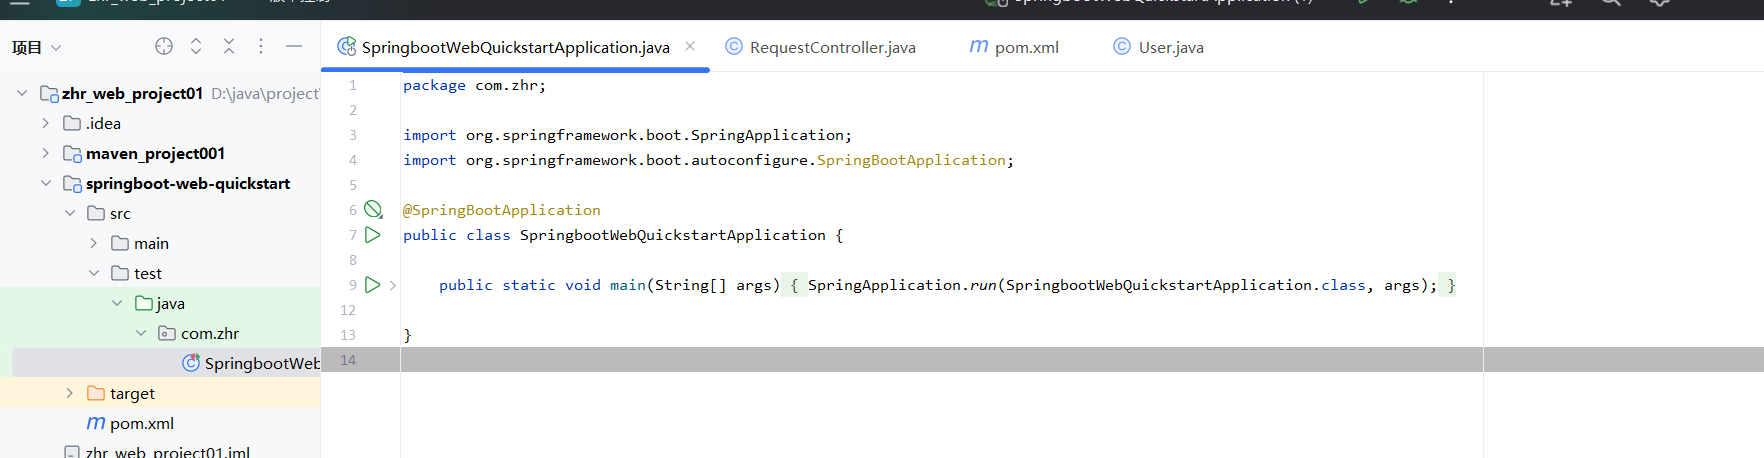 项目
SpringbootWebQuickstartApplication.java
RequestController.java
pom.xml
User.java
zhr_web_project01 D:\java\project
.idea
maven_project001
springboot-web-quickstart
src
main
test
java
com.zhr
SpringbootWeb
target
pom.xml
zhr_web_project01.iml
1 package com.zhr;
2
3 import org.springframework.boot.SpringApplication;
4 import org.springframework.boot.autoconfigure.SpringBootApplication;
5
6 @SpringBootApplication
7 public class SpringbootWebQuickstartApplication {
8
9 public static void main(String[] args) { SpringApplication.run(SpringbootWebQuickstartApplication.class, args); }
12
13 }
14